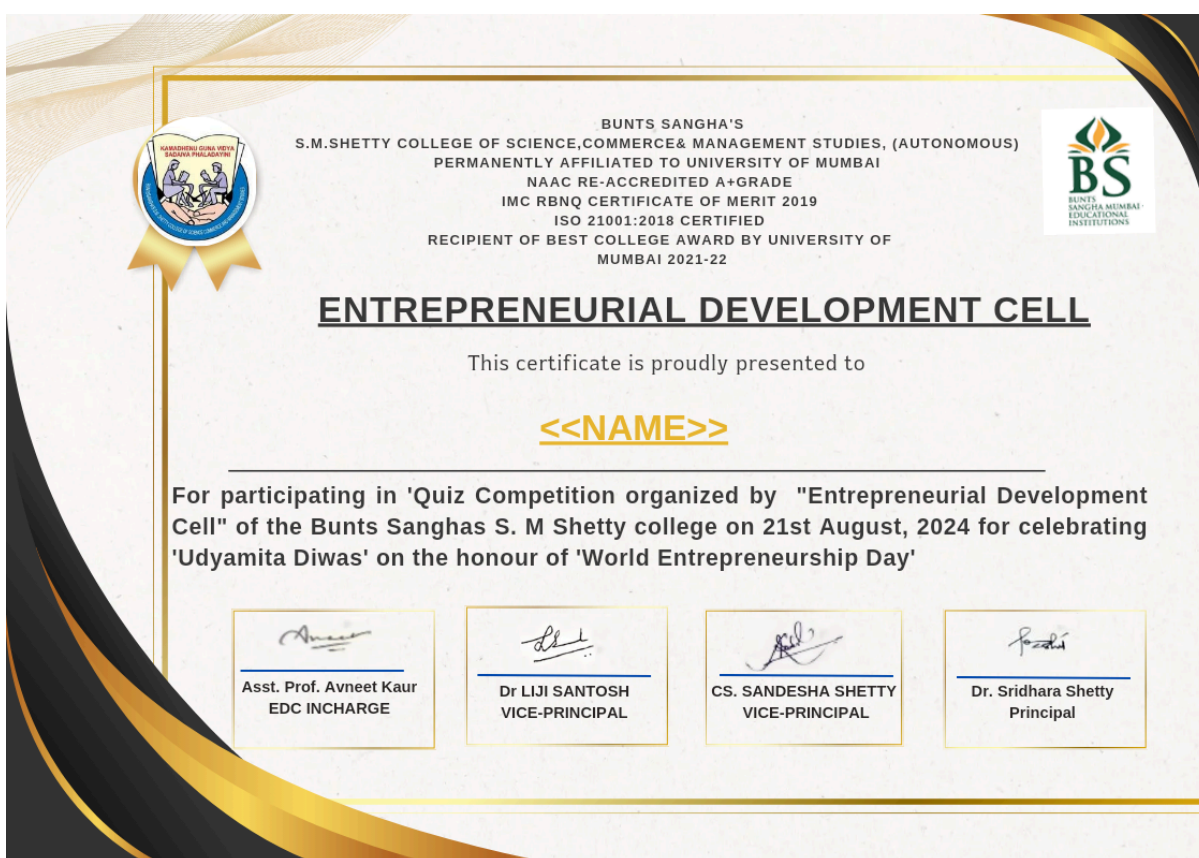 BUNTS SANGHA'S
S.M.SHETTY COLLEGE OF SCIENCE,COMMERCE& MANAGEMENT STUDIES, (AUTONOMOUS)
PERMANENTLY AFFILIATED TO UNIVERSITY OF MUMBAI
NAAC RE-ACCREDITED A+GRADE
IMC RBNQ CERTIFICATE OF MERIT 2019
ISO 21001:2018 CERTIFIED
RECIPIENT OF BEST COLLEGE AWARD BY UNIVERSITY OF
MUMBAI 2021-22
KAMADHENU GUNA VIDYA
SADAIVA PHALADAYINI
BS
BUNTS
SANGHA MUMBAI
EDUCATIONAL
INSTITUTIONS
ENTREPRENEURIAL DEVELOPMENT CELL
This certificate is proudly presented to
<<NAME>>
For participating in 'Quiz Competition organized by "Entrepreneurial Development
Cell" of the Bunts Sanghas S. M Shetty college on 21st August, 2024 for celebrating
'Udyamita Diwas' on the honour of 'World Entrepreneurship Day'
Asst. Prof. Avneet Kaur
EDC INCHARGE
Dr LIJI SANTOSH
VICE-PRINCIPAL
CS. SANDESHA SHETTY
VICE-PRINCIPAL
Dr. Sridhara Shetty
Principal